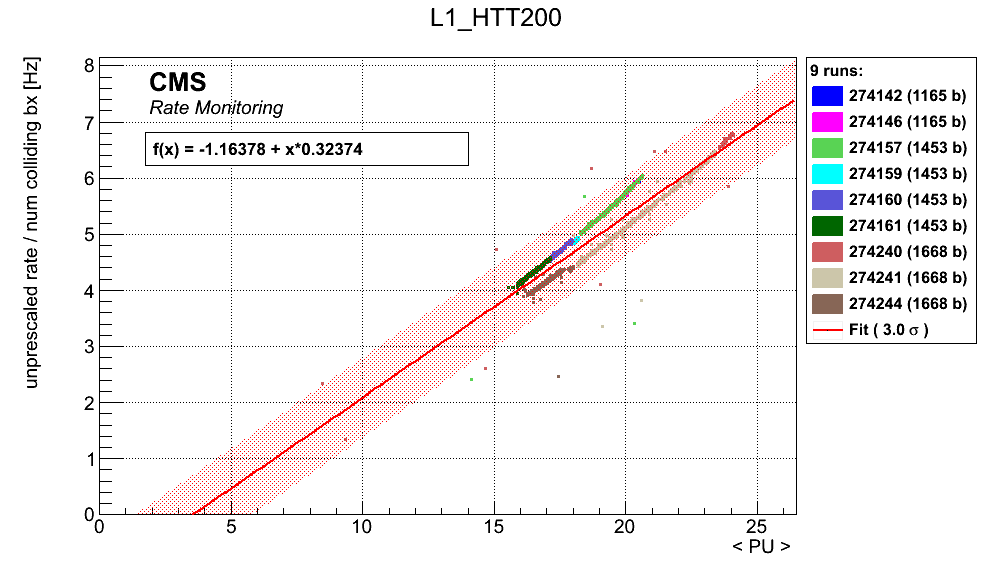 L1_HTT200
unprescaled rate / num colliding bx [Hz]
CMS
Rate Monitoring
f(x) = -1.16378 + x*0.32374
8
7
6
5
4
3
2
1
0
0 5 10 15 20 25
< PU >
9 runs:
274142 (1165 b)
274146 (1165 b)
274157 (1453 b)
274159 (1453 b)
274160 (1453 b)
274161 (1453 b)
274240 (1668 b)
274241 (1668 b)
274244 (1668 b)
Fit ( 3.0 σ )